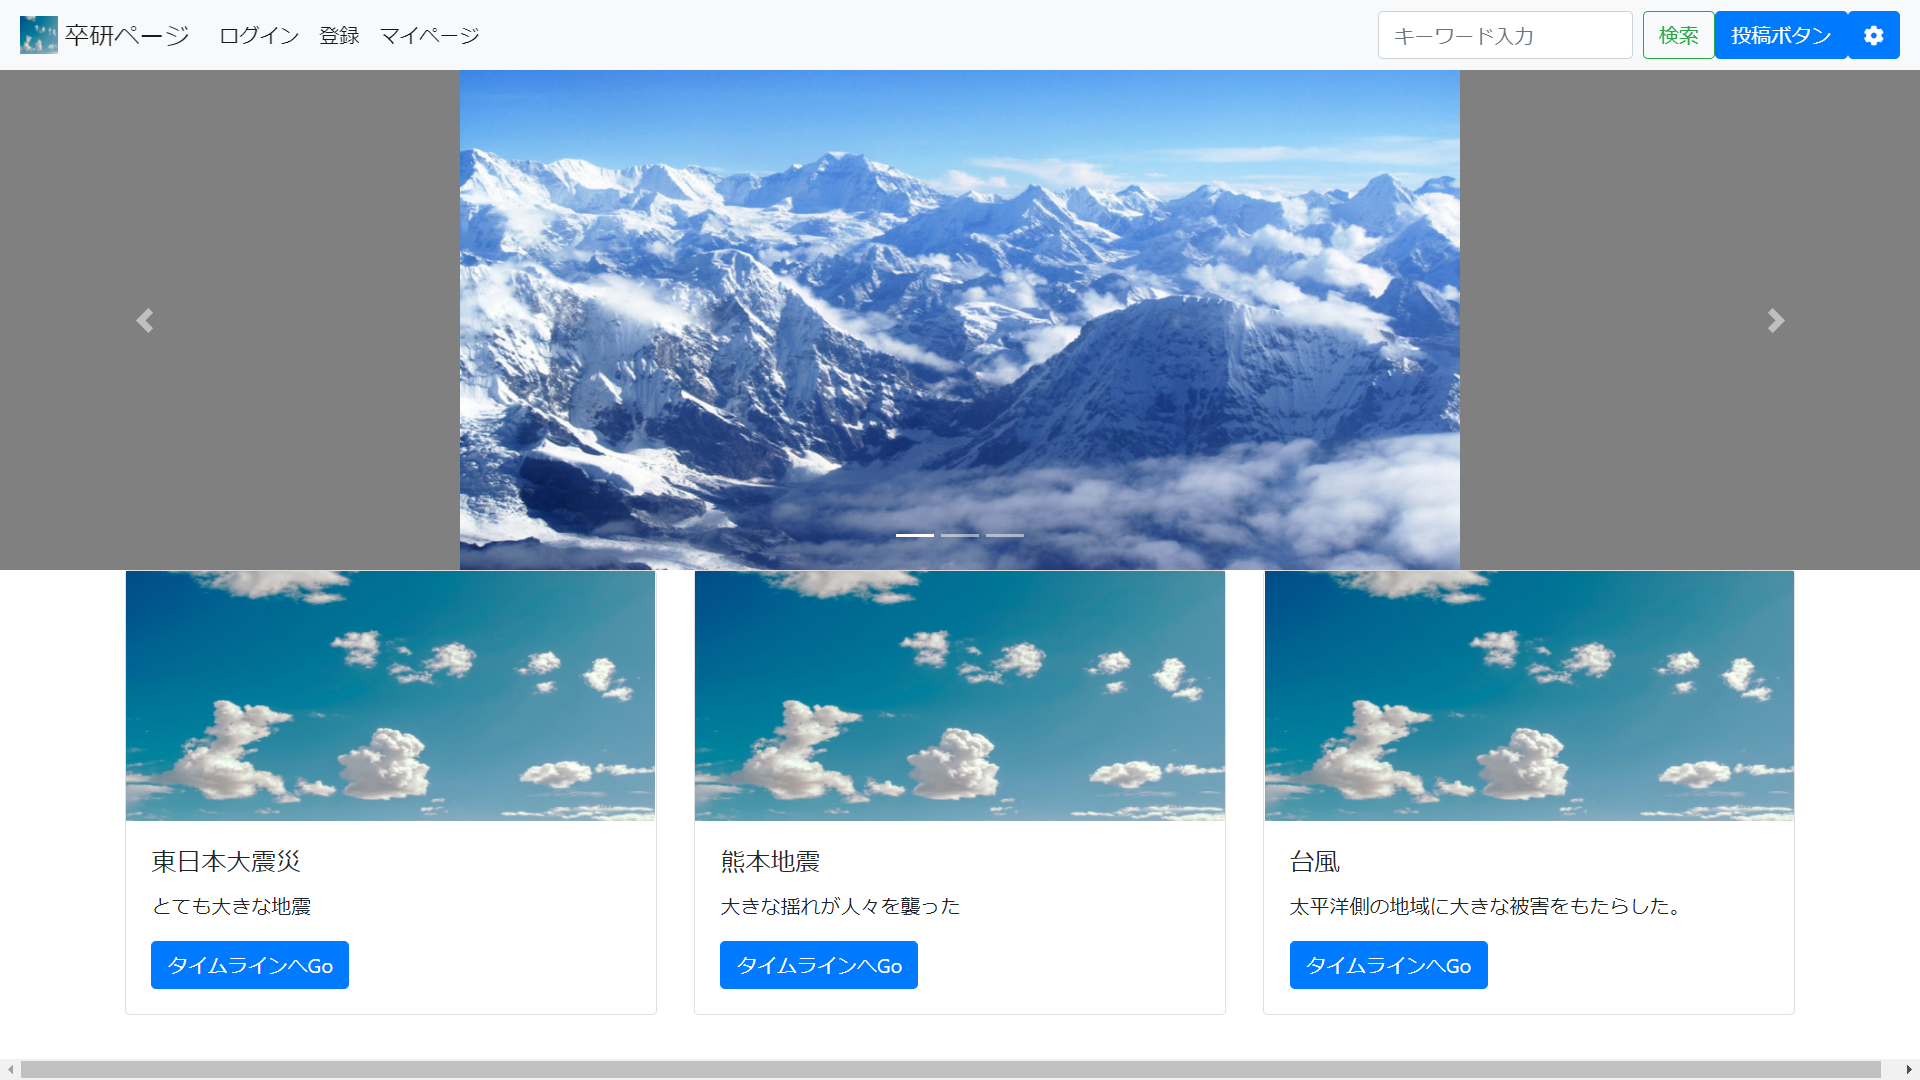 卒研ページ ログイン 登録 マイページ キーワード入力 検索 投稿ボタン
東日本大震災
とても大きな地震
タイムラインへGo
熊本地震
大きな揺れが人々を襲った
タイムラインへGo
台風
太平洋側の地域に大きな被害をもたらした。
タイムラインへGo